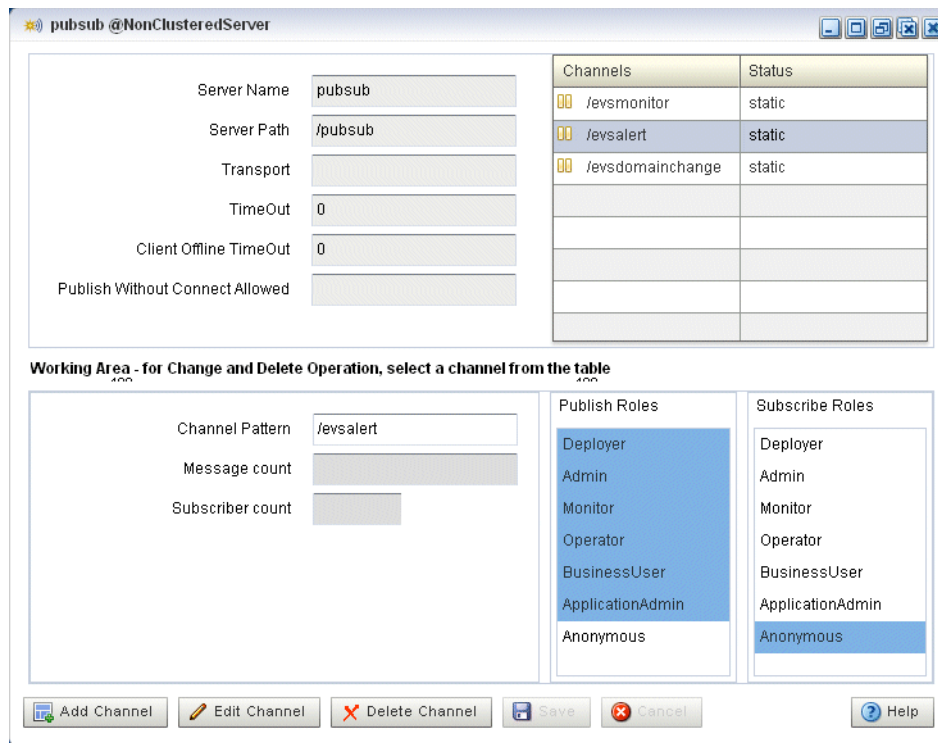 pubsub @NonClusteredServer
Server Name pubsub
Server Path /pubsub
Transport
TimeOut 0
Client Offline TimeOut 0
Publish Without Connect Allowed
Channels Status
/evsmonitor static
/evsalert static
/evsdomainchange static
Working Area - for Change and Delete Operation, select a channel from the table
Channel Pattern /evsalert
Message count
Subscriber count
Publish Roles
Deployer
Admin
Monitor
Operator
BusinessUser
ApplicationAdmin
Anonymous
Subscribe Roles
Deployer
Admin
Monitor
Operator
BusinessUser
ApplicationAdmin
Anonymous
Add Channel Edit Channel Delete Channel Save Cancel Help